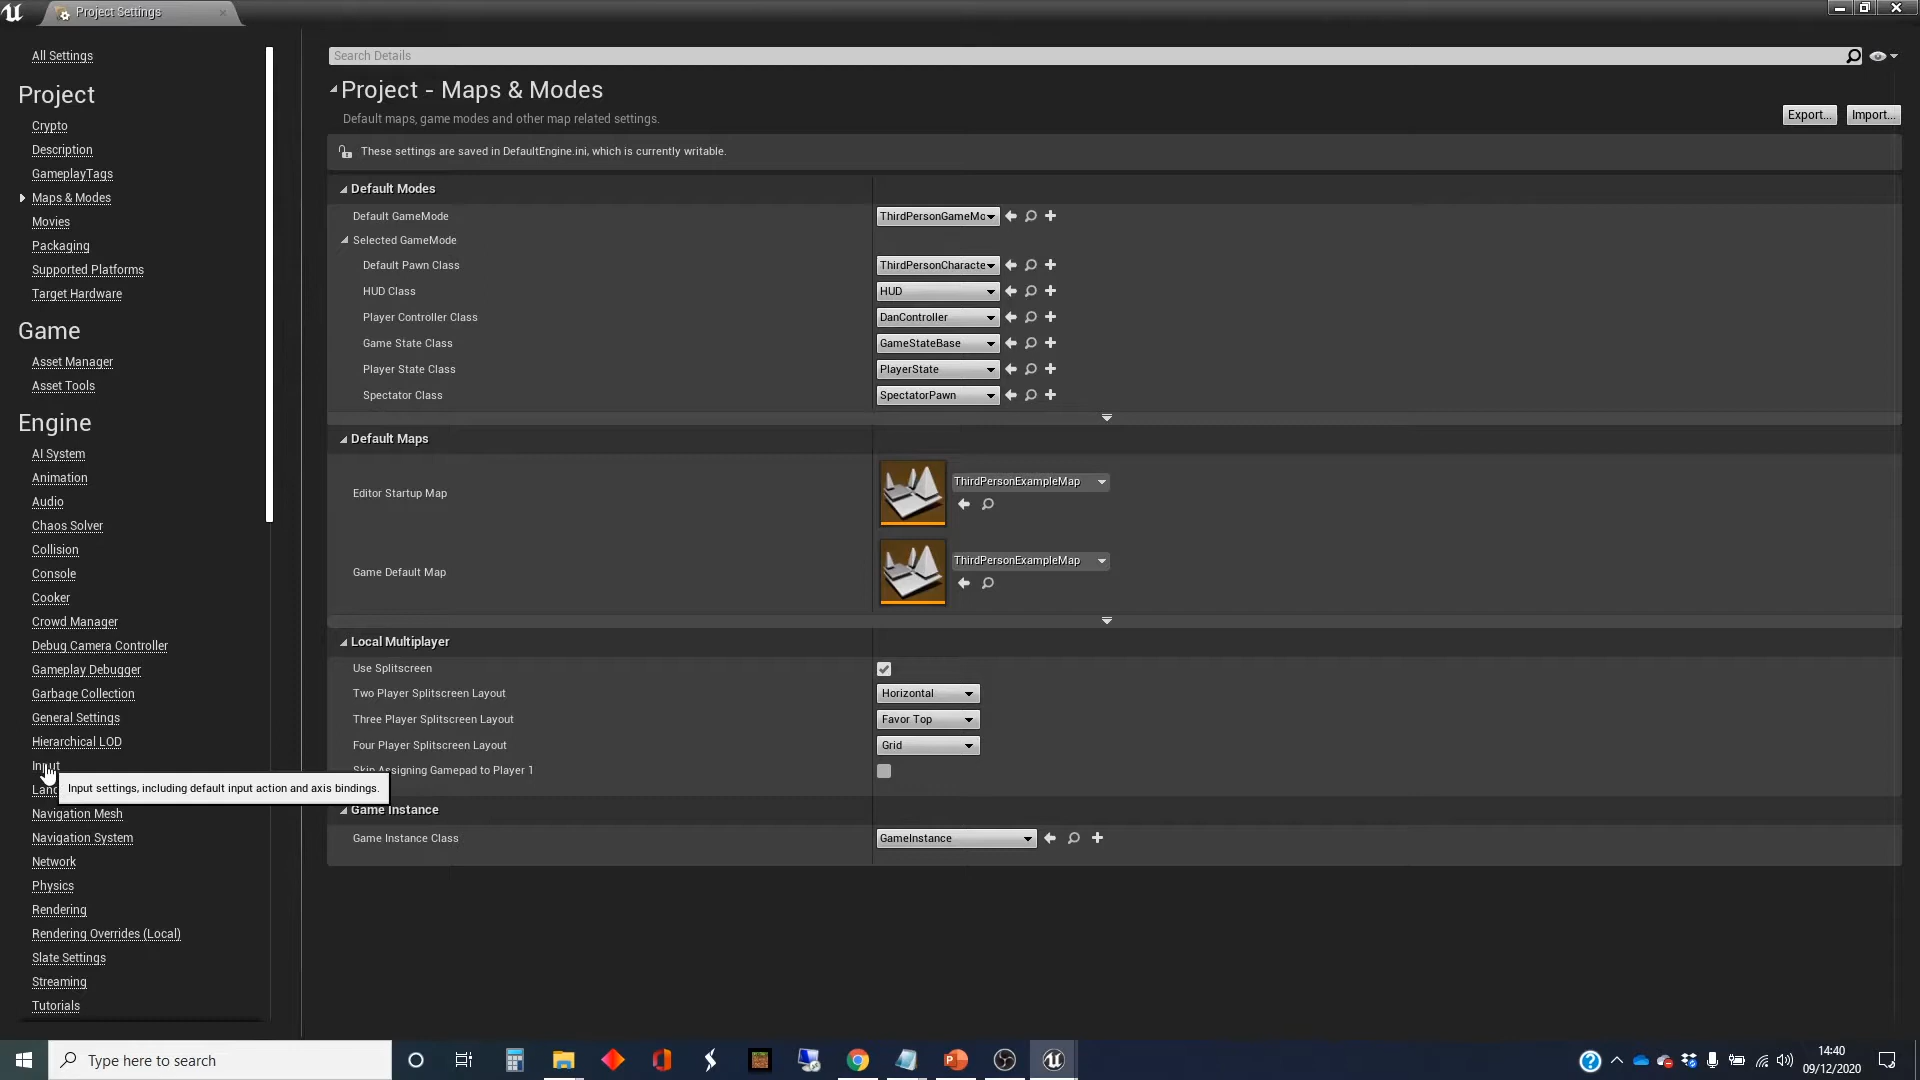 Project Settings
All Settings
Project
Crypto
Description
GameplayTags
Maps & Modes
Movies
Packaging
Supported Platforms
Target Hardware
Game
Asset Manager
Asset Tools
Engine
AI System
Animation
Audio
Chaos Solver
Collision
Console
Cooker
Crowd Manager
Debug Camera Controller
Gameplay Debugger
Garbage Collection
General Settings
Hierarchical LOD
Input
Input settings, including default input action and axis bindings.
Navigation Mesh
Navigation System
Network
Physics
Rendering
Rendering Overrides (Local)
Slate Settings
Streaming
Tutorials
Search Details
Project - Maps & Modes
Default maps, game modes and other map related settings.
Export... Import...
These settings are saved in DefaultEngine.ini, which is currently writable.
Default Modes
Default GameMode ThirdPersonGameMo
Selected GameMode
Default Pawn Class ThirdPersonCharacte
HUD Class HUD
Player Controller Class DanController
Game State Class GameStateBase
Player State Class PlayerState
Spectator Class SpectatorPawn
Default Maps
Editor Startup Map ThirdPersonExampleMap
Game Default Map ThirdPersonExampleMap
Local Multiplayer
Use Splitscreen
Two Player Splitscreen Layout Horizontal
Three Player Splitscreen Layout Favor Top
Four Player Splitscreen Layout Grid
Skip Assigning Gamepad to Player 1
Game Instance
Game Instance Class GameInstance
Type here to search
14:40
09/12/2020